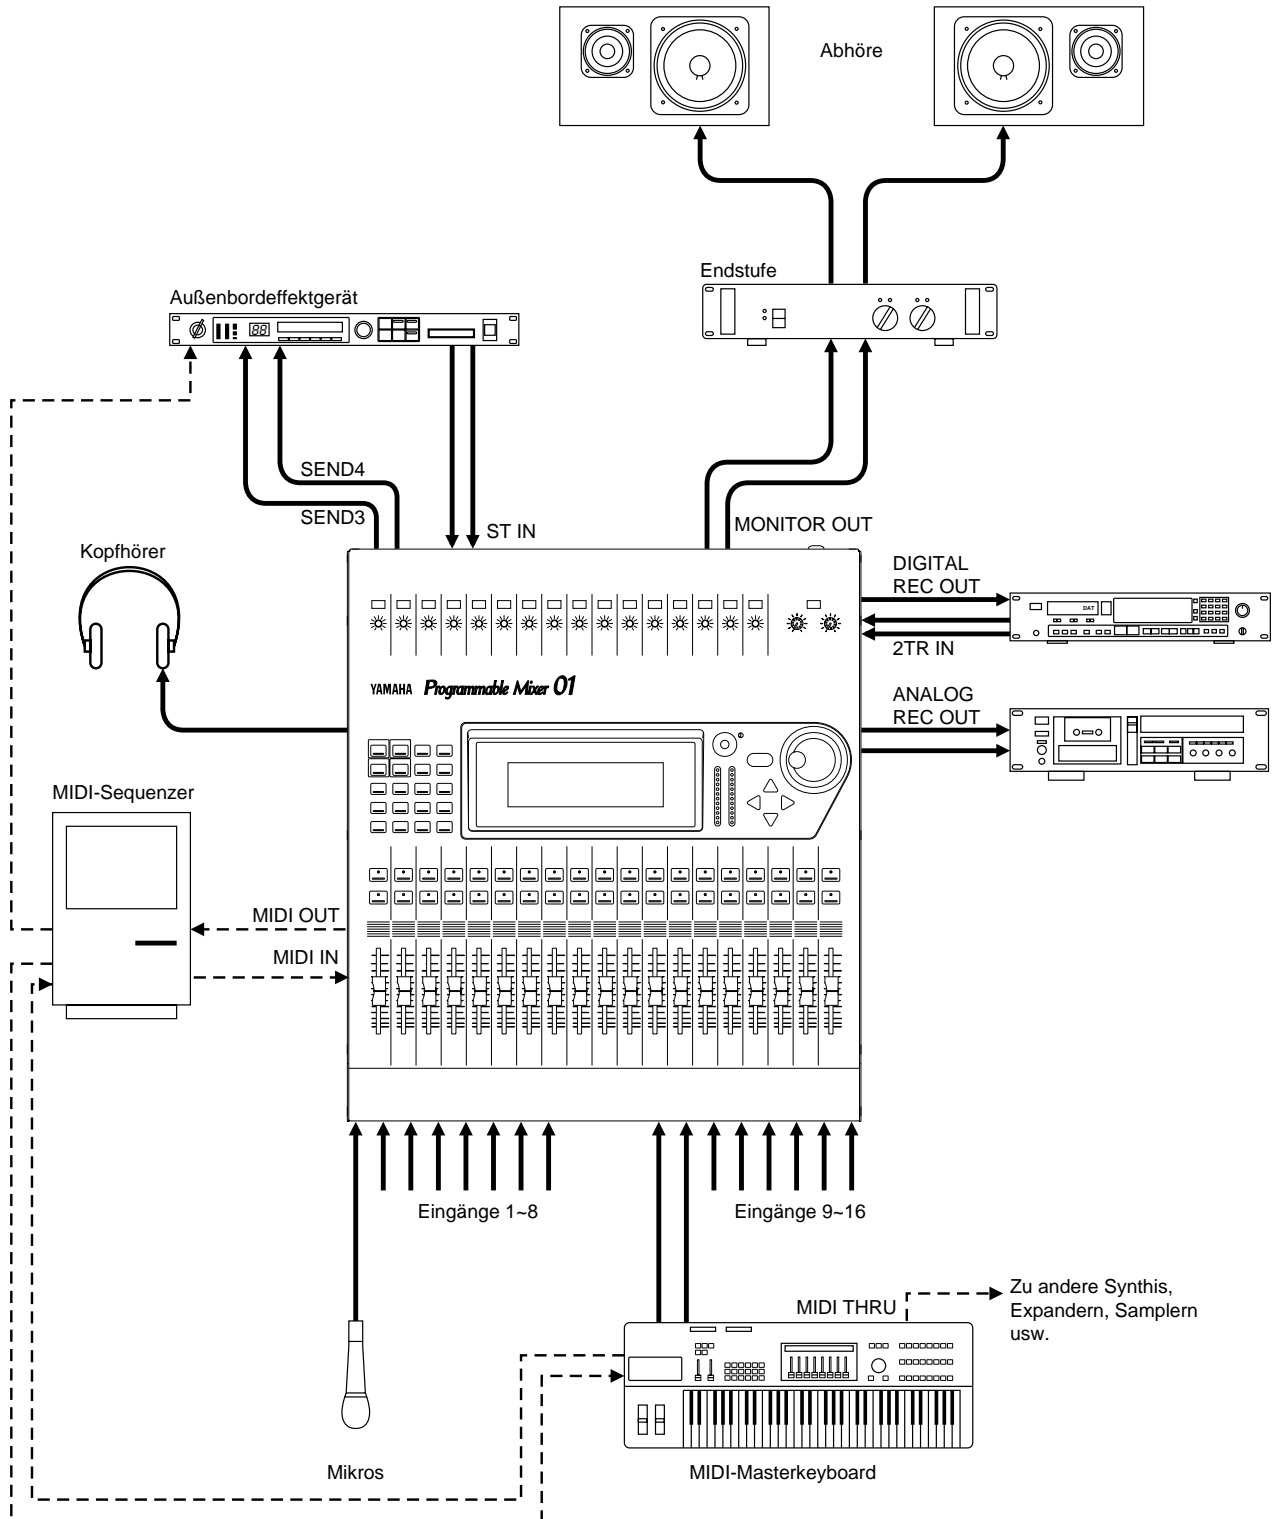 Abhöre
Endstufe
Außenbordeffektgerät
SEND4
SEND3
ST IN
MONITOR OUT
Kopfhörer
DIGITAL
REC OUT
DAT
2TR IN
YAMAHA Programmable Mixer 01
ANALOG
REC OUT
MIDI-Sequenzer
MIDI OUT
MIDI IN
Eingänge 1~8
Eingänge 9~16
MIDI THRU
Zu andere Synthis,
Expandern, Samplern
usw.
Mikros
MIDI-Masterkeyboard